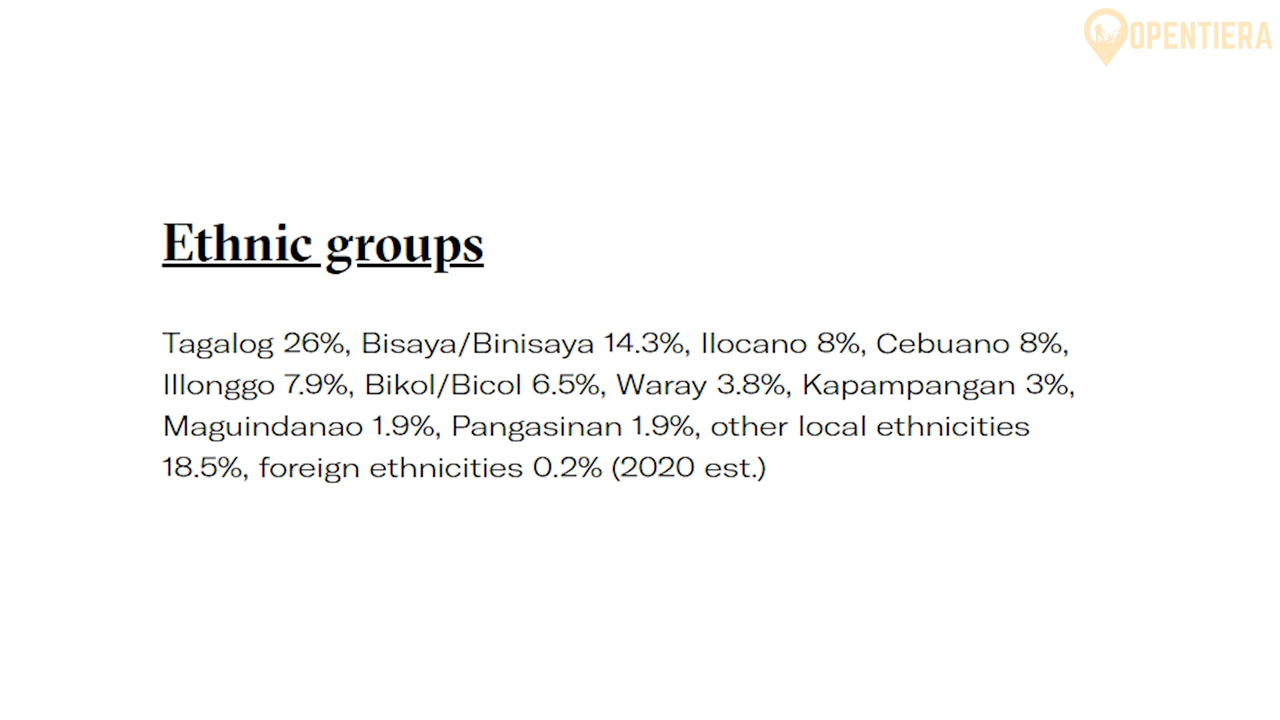 OPENTIERA
Ethnic groups
Tagalog 26%, Bisaya/Binisaya 14.3%, Ilocano 8%, Cebuano 8%,
Illonggo 7.9%, Bikol/Bicol 6.5%, Waray 3.8%, Kapampangan 3%,
Maguindanao 1.9%, Pangasinan 1.9%, other local ethnicities
18.5%, foreign ethnicities 0.2% (2020 est.)